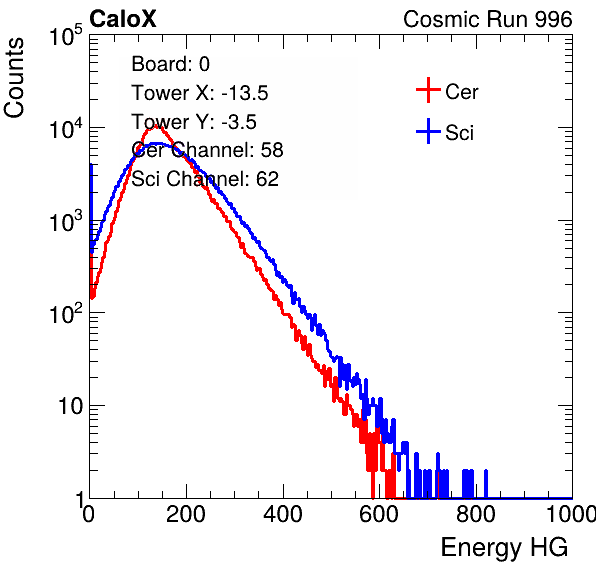 CaloX Cosmic Run 996
Counts
10^5
10^4
10^3
10^2
10
1
Board: 0
Tower X: -13.5
Tower Y: -3.5
Cer Channel: 58
Sci Channel: 62
Cer
Sci
0 200 400 600 800 1000
Energy HG